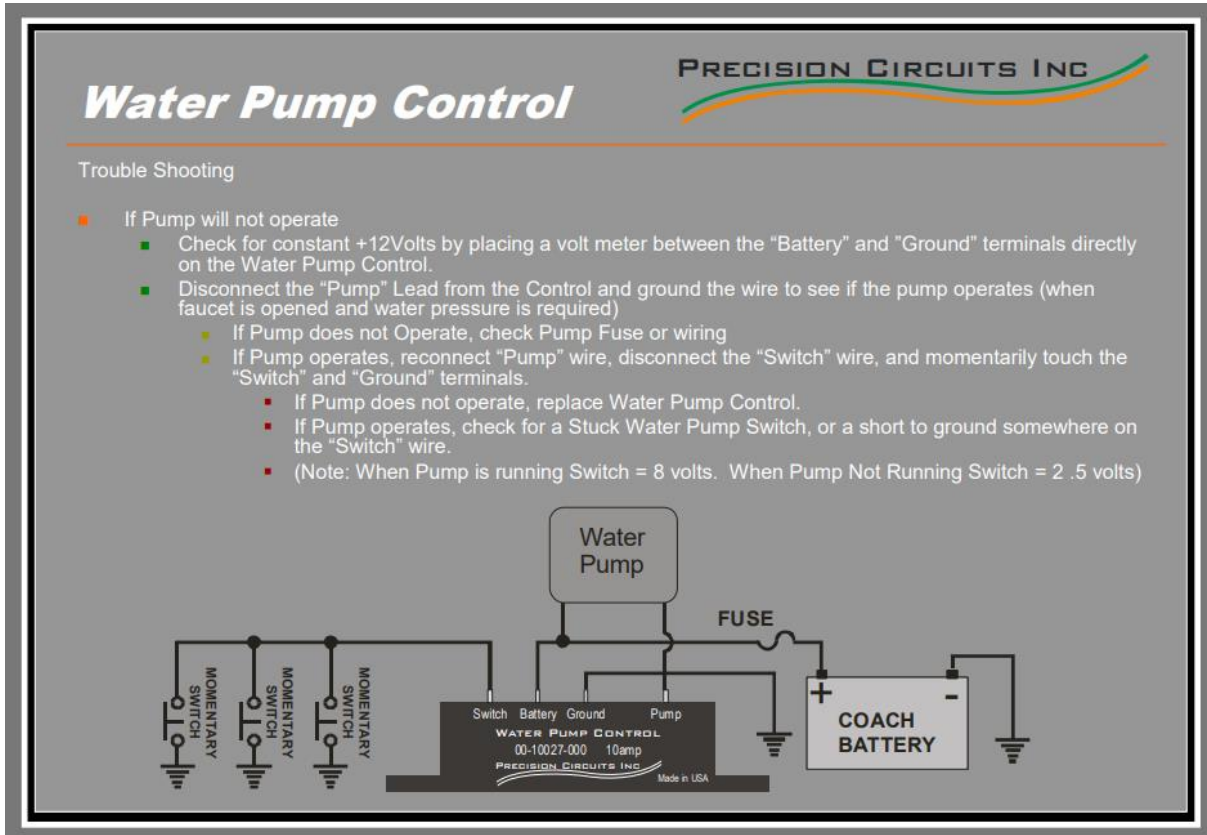 PRECISION CIRCUITS INC
Water Pump Control
Trouble Shooting
If Pump will not operate
Check for constant +12Volts by placing a volt meter between the “Battery” and ”Ground” terminals directly
on the Water Pump Control.
Disconnect the “Pump” Lead from the Control and ground the wire to see if the pump operates (when
faucet is opened and water pressure is required)
If Pump does not Operate, check Pump Fuse or wiring
If Pump operates, reconnect “Pump” wire, disconnect the “Switch” wire, and momentarily touch the
“Switch” and “Ground” terminals.
If Pump does not operate, replace Water Pump Control.
If Pump operates, check for a Stuck Water Pump Switch, or a short to ground somewhere on
the “Switch” wire.
(Note: When Pump is running Switch = 8 volts. When Pump Not Running Switch = 2 .5 volts)
Water
Pump
FUSE
MOMENTARY
SWITCH
MOMENTARY
SWITCH
MOMENTARY
SWITCH
Switch Battery Ground Pump
WATER PUMP CONTROL
00-10027-000 10amp
PRECISION CIRCUITS INC
Made in USA
+ -
COACH
BATTERY